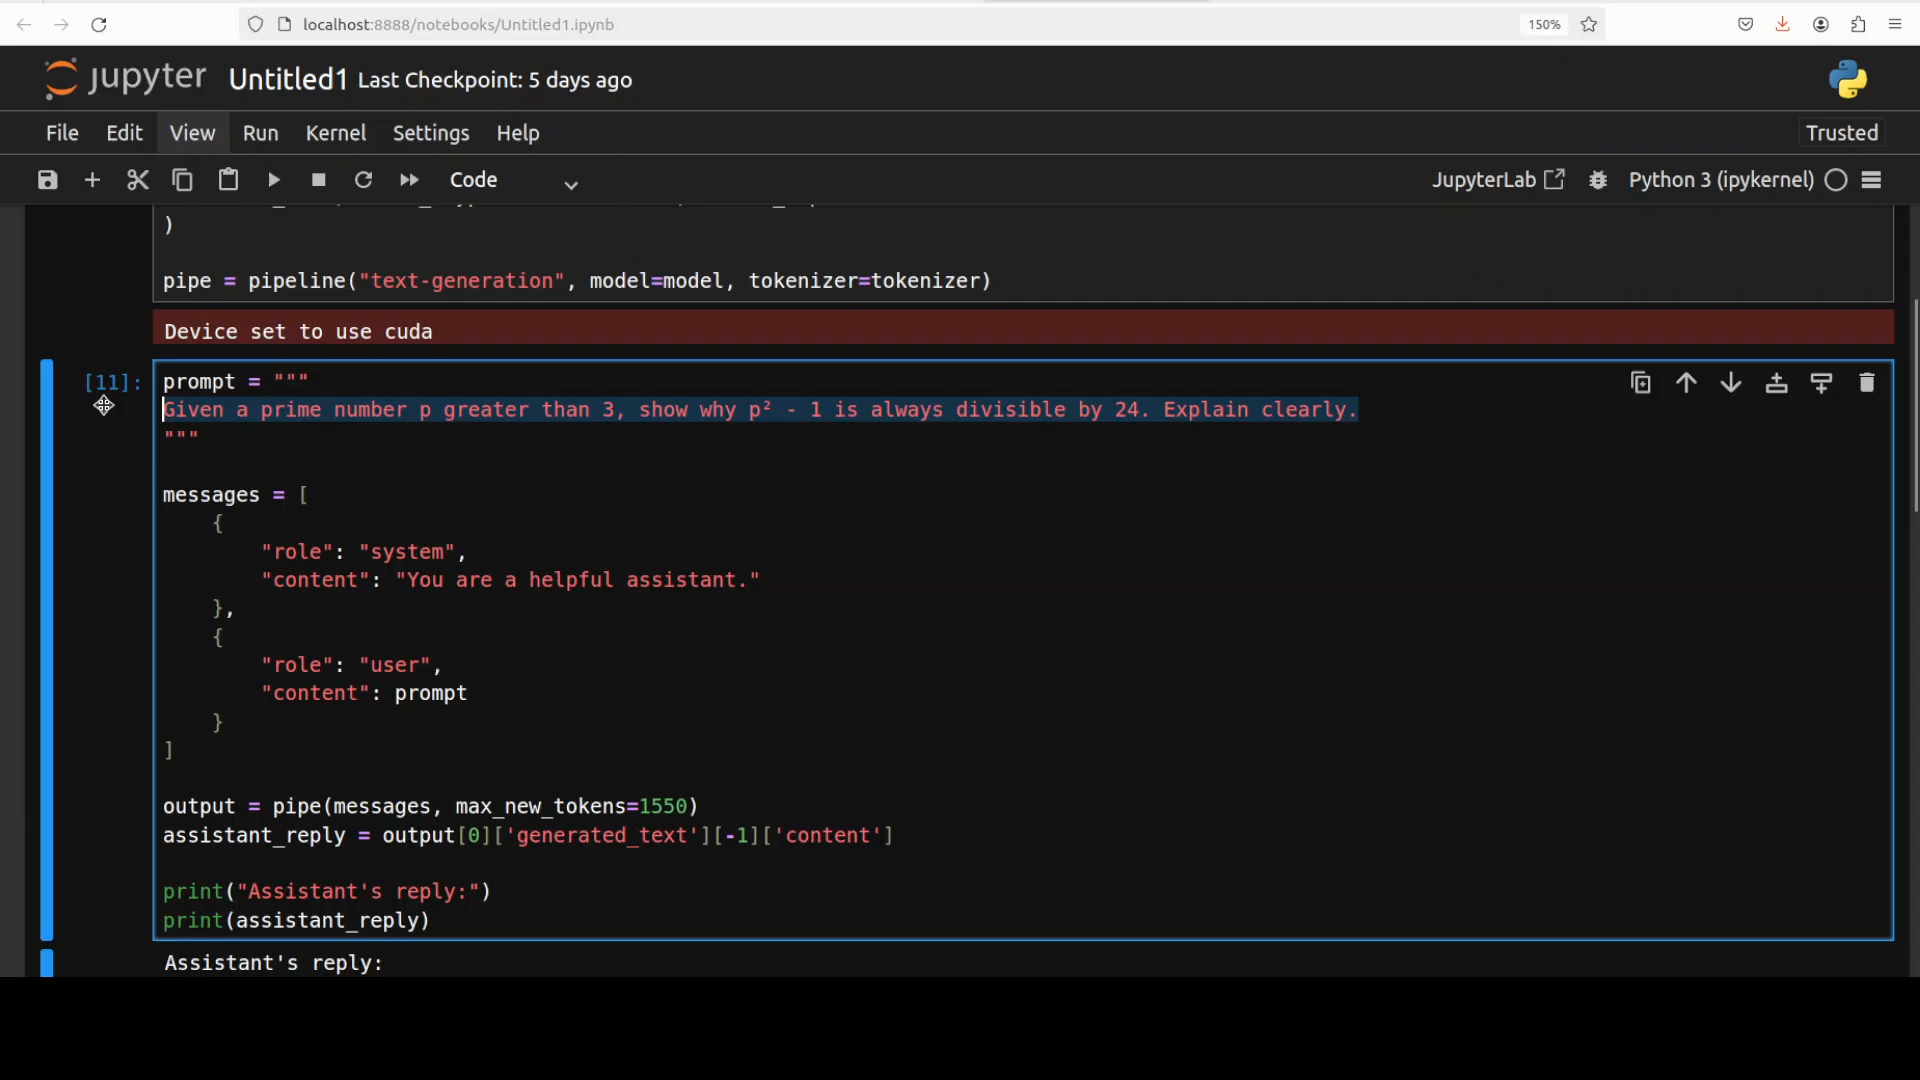 localhost:8888/notebooks/Untitled1.ipynb 150%
jupyter Untitled1 Last Checkpoint: 5 days ago
File Edit View Run Kernel Settings Help Trusted
Code JupyterLab Python 3 (ipykernel)
)
pipe = pipeline("text-generation", model=model, tokenizer=tokenizer)
Device set to use cuda
[11]: prompt = """
Given a prime number p greater than 3, show why p² - 1 is always divisible by 24. Explain clearly.
"""
messages = [
{
"role": "system",
"content": "You are a helpful assistant."
},
{
"role": "user",
"content": prompt
}
]
output = pipe(messages, max_new_tokens=1550)
assistant_reply = output[0]['generated_text'][-1]['content']
print("Assistant's reply:")
print(assistant_reply)
Assistant's reply: